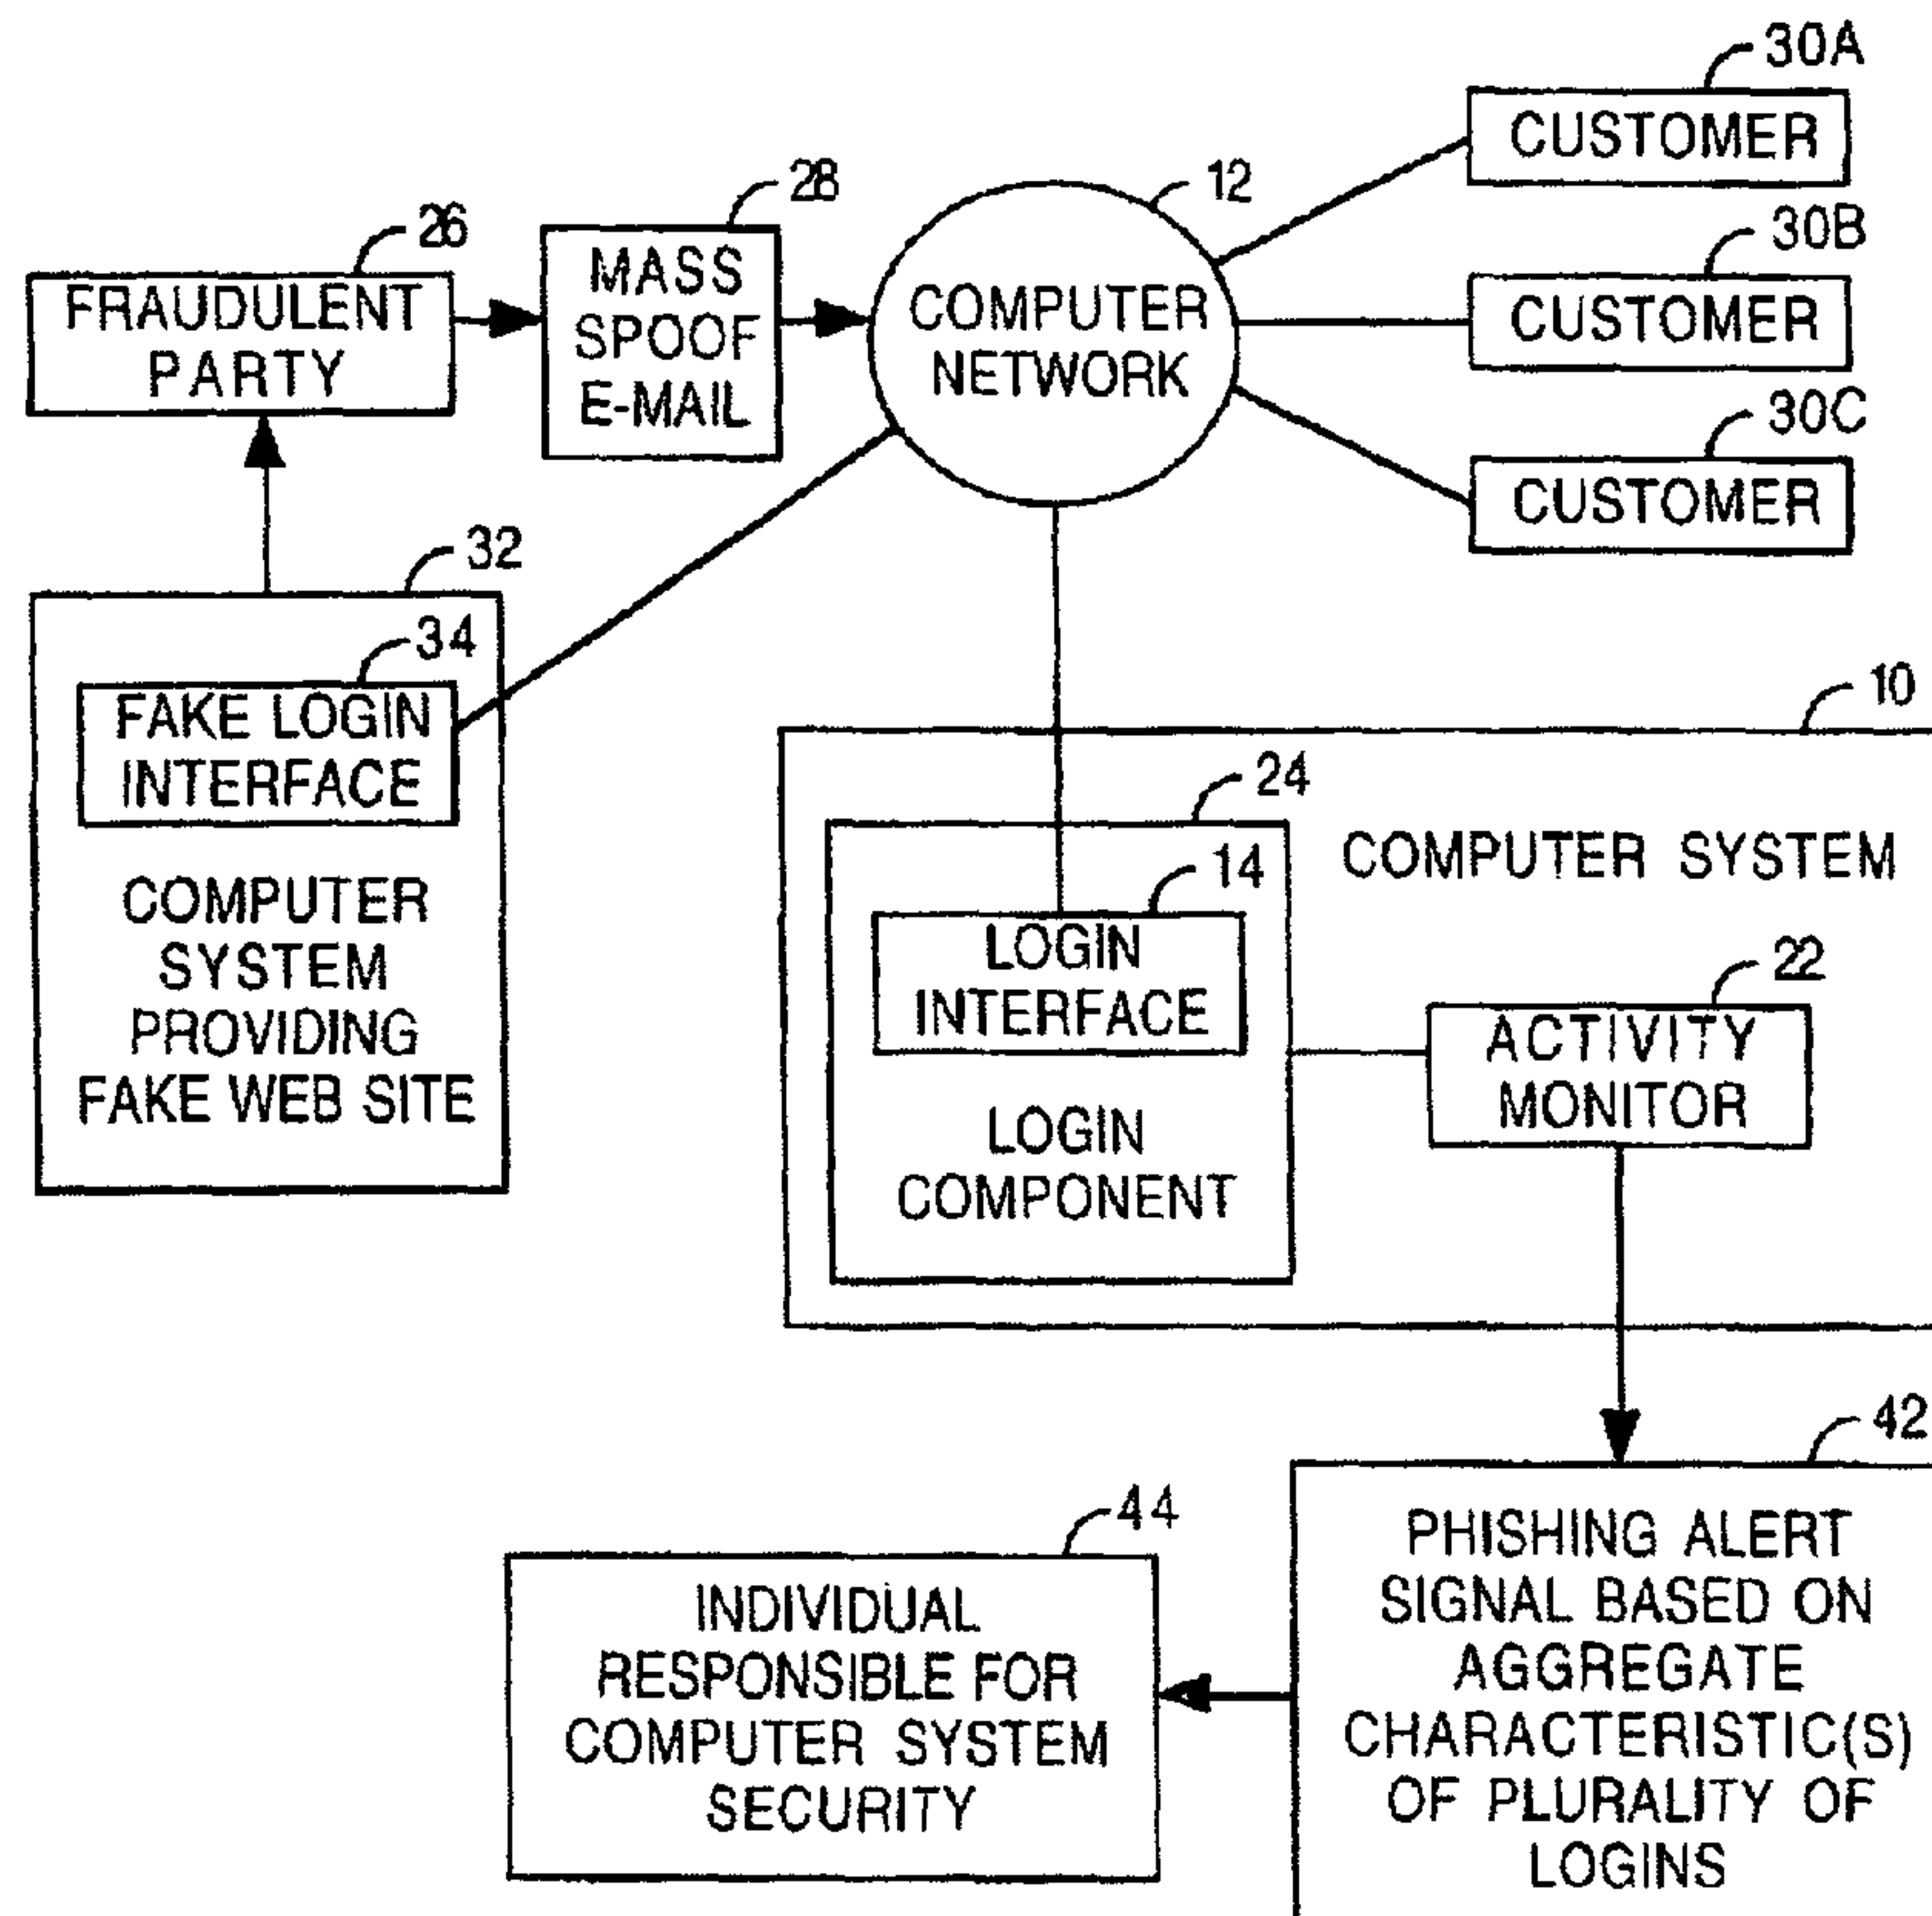 30A
CUSTOMER
12
28
30B
26
MASS
SPOOF
E-MAIL
FRAUDULENT
PARTY
COMPUTER
NETWORK
CUSTOMER
30C
CUSTOMER
32
34
FAKE LOGIN
INTERFACE
COMPUTER
SYSTEM
PROVIDING
FAKE WEB SITE
10
24
COMPUTER SYSTEM
14
LOGIN
INTERFACE
LOGIN
COMPONENT
22
ACTIVITY
MONITOR
42
PHISHING ALERT
SIGNAL BASED ON
AGGREGATE
CHARACTERISTIC(S)
OF PLURALITY OF
LOGINS
44
INDIVIDUAL
RESPONSIBLE FOR
COMPUTER SYSTEM
SECURITY